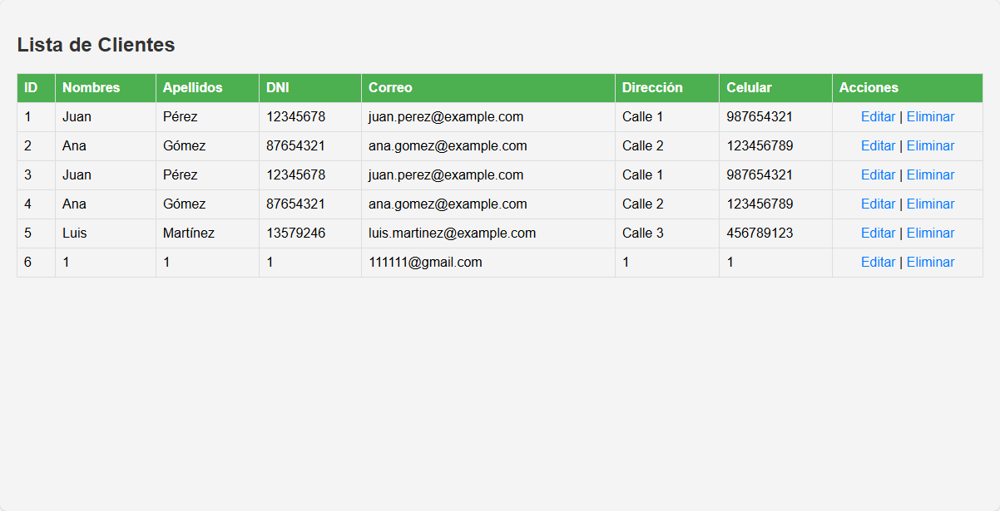 Lista de Clientes
ID Nombres Apellidos DNI Correo Dirección Celular Acciones
1 Juan Pérez 12345678 juan.perez@example.com Calle 1 987654321 Editar | Eliminar
2 Ana Gómez 87654321 ana.gomez@example.com Calle 2 123456789 Editar | Eliminar
3 Juan Pérez 12345678 juan.perez@example.com Calle 1 987654321 Editar | Eliminar
4 Ana Gómez 87654321 ana.gomez@example.com Calle 2 123456789 Editar | Eliminar
5 Luis Martínez 13579246 luis.martinez@example.com Calle 3 456789123 Editar | Eliminar
6 1 1 1 111111@gmail.com 1 1 Editar | Eliminar